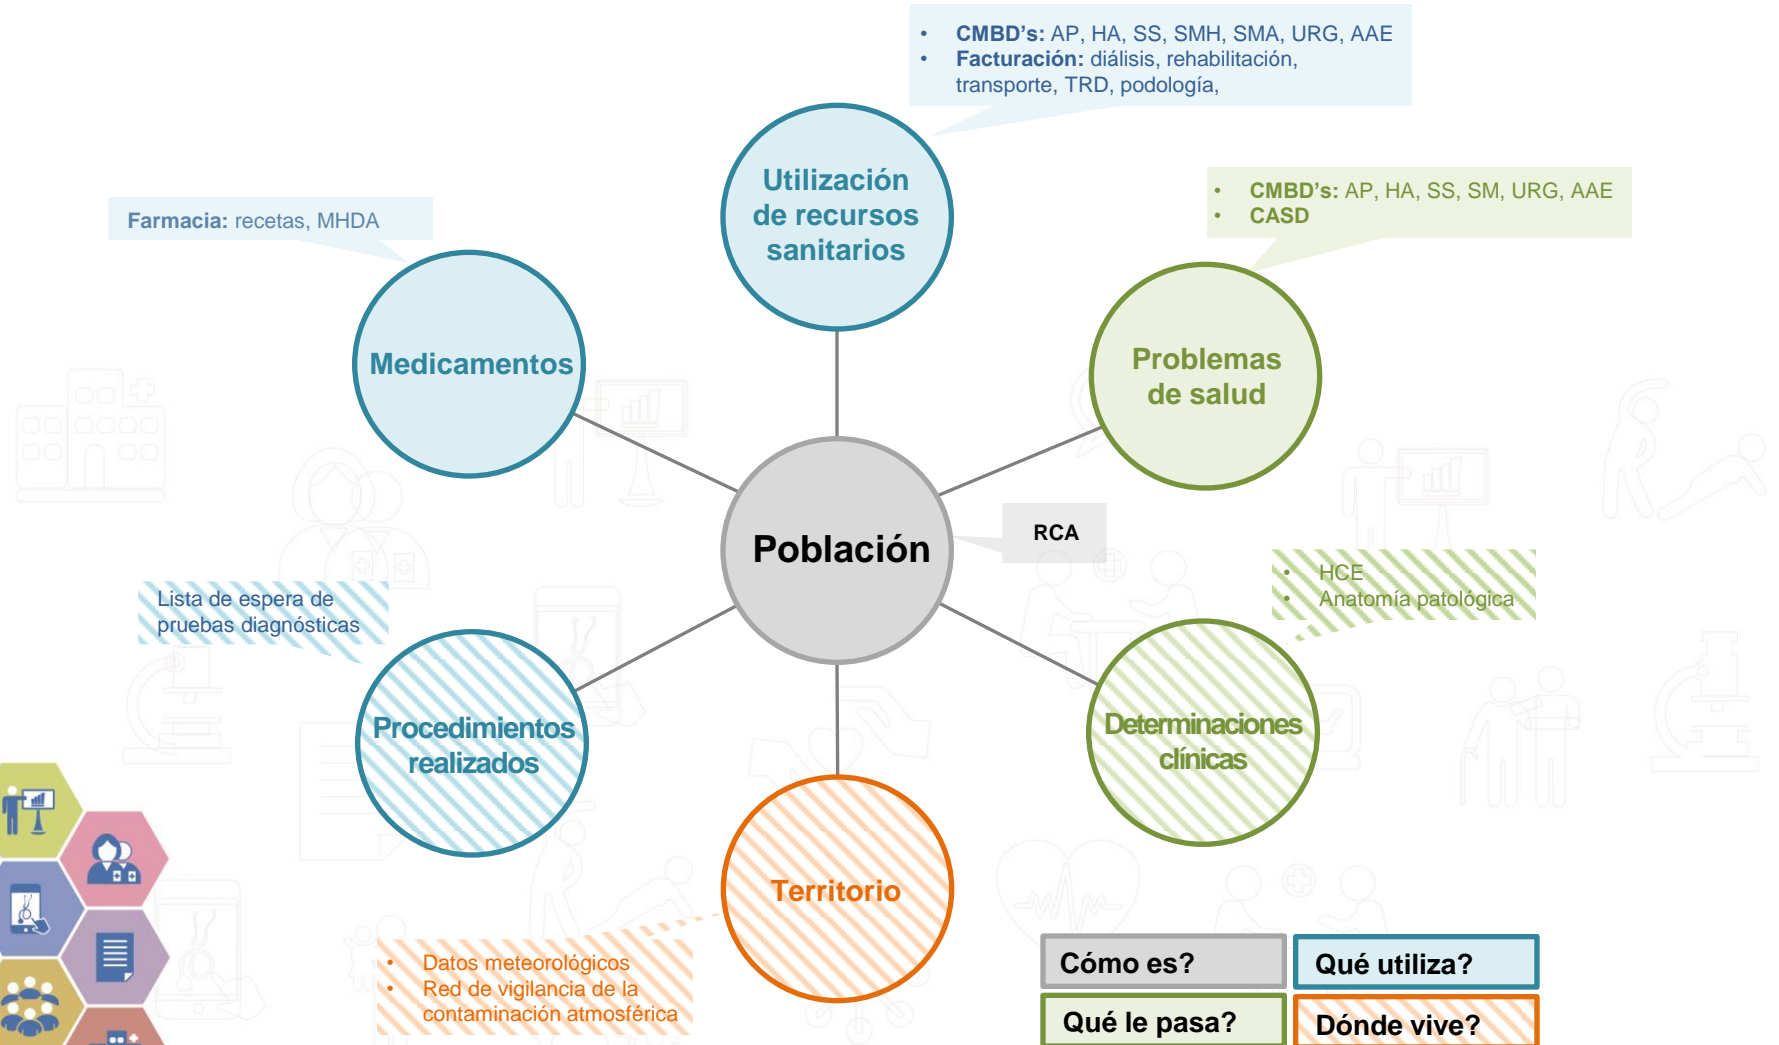 • CMBD's: AP, HA, SS, SMH, SMA, URG, AAE
• Facturación: diálisis, rehabilitación,
transporte, TRD, podología,
Utilización
de recursos
sanitarios
• CMBD's: AP, HA, SS, SM, URG, AAE
• CASD
Farmacia: recetas, MHDA
Medicamentos
Problemas
de salud
Población
RCA
• HCE
• Anatomía patológica
Lista de espera de
pruebas diagnósticas
Procedimientos
realizados
Determinaciones
clínicas
Territorio
• Datos meteorológicos
• Red de vigilancia de la
contaminación atmosférica
Cómo es?
Qué utiliza?
Qué le pasa?
Dónde vive?